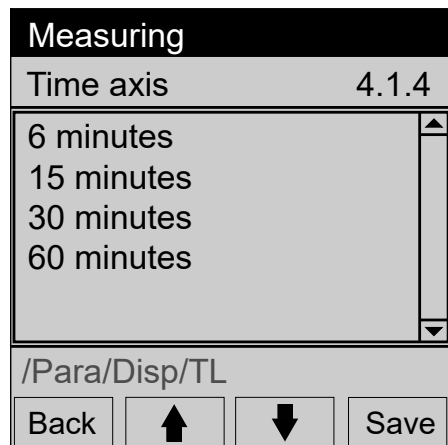 Measuring
Time axis 4.1.4
6 minutes
15 minutes
30 minutes
60 minutes
/Para/Disp/TL
Back Save